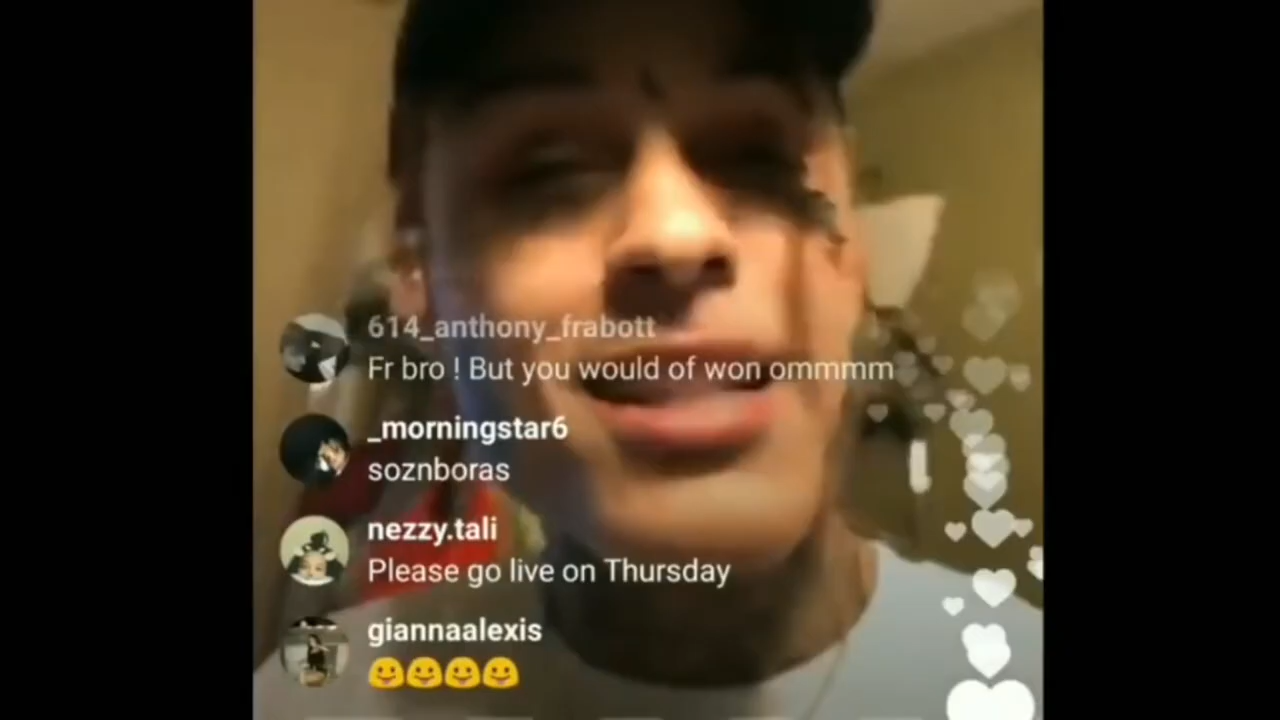 614_anthony_frabott
Fr bro ! But you would of won ommmm
_morningstar6
soznboras
nezzy.tali
Please go live on Thursday
giannaalexis
😛😛😛😛